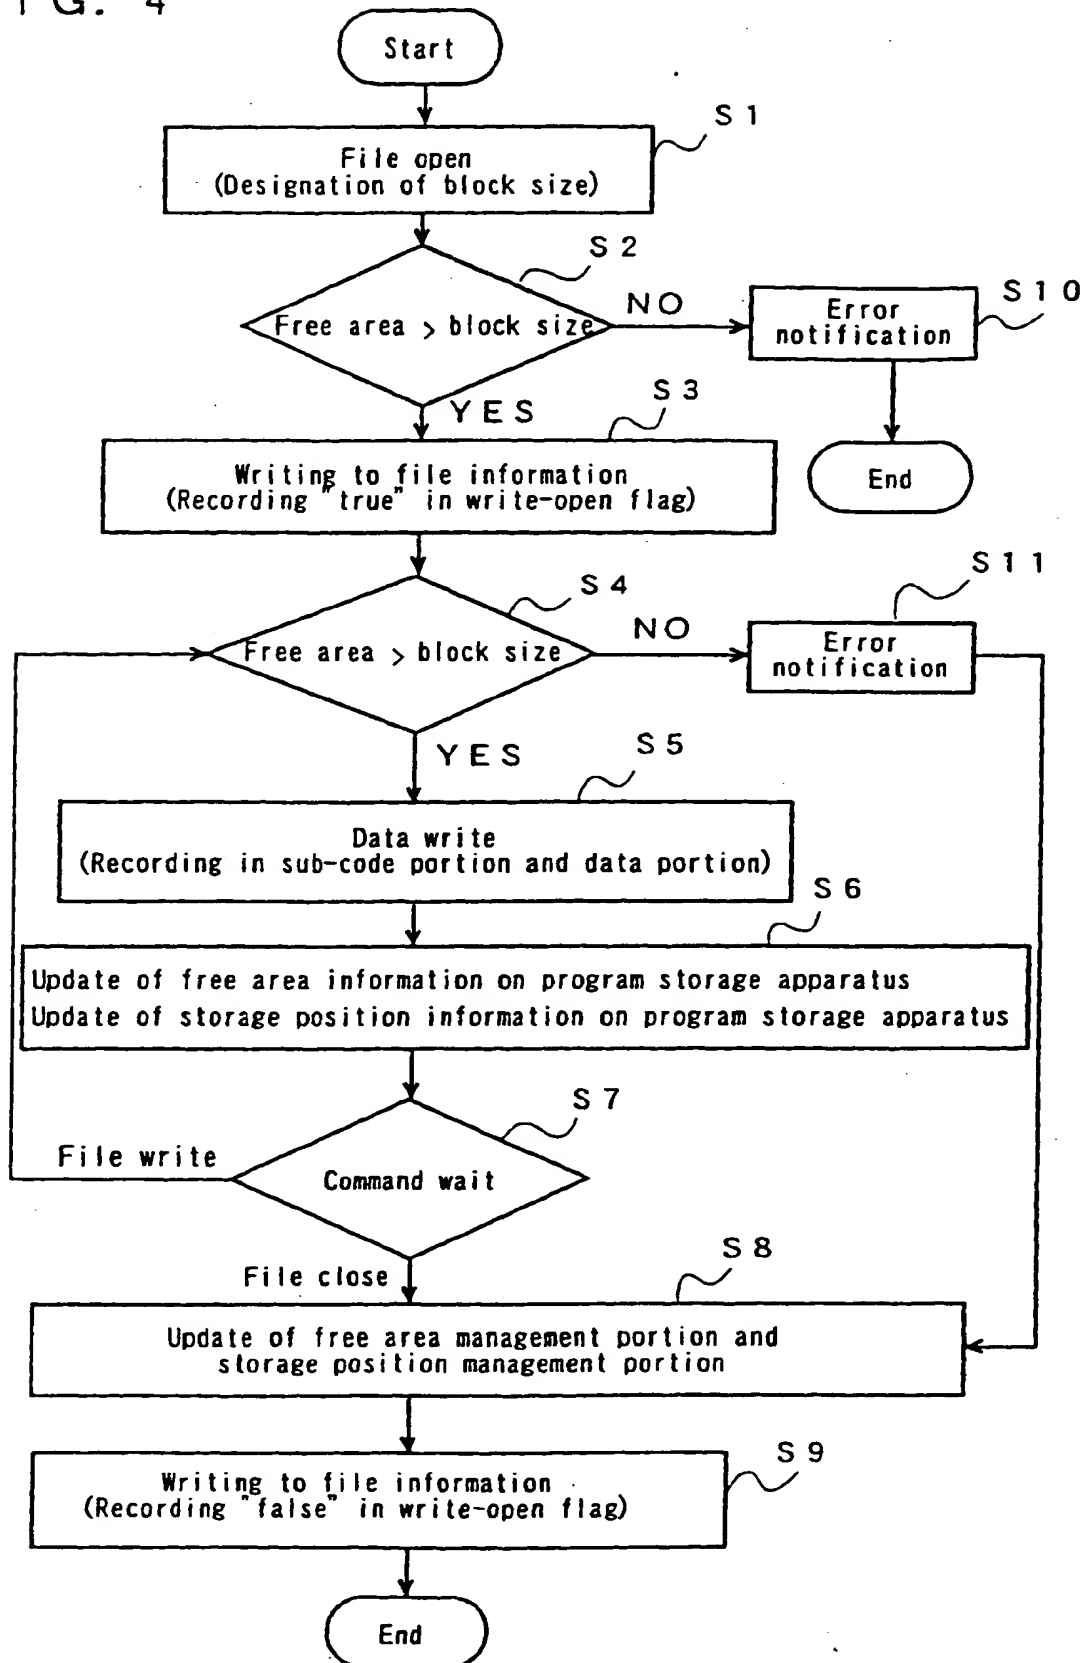 FG. 4
Start
S1
File open
(Designation of block size)
S2
Free area > block size
NO
S10
Error
notification
YES
S3
End
Writing to file information
(Recording "true" in write-open flag)
S4
Free area > block size
NO
S11
Error
notification
YES
S5
Data write
(Recording in sub-code portion and data portion)
S6
Update of free area information on program storage apparatus
Update of storage position information on program storage apparatus
S7
File write
Command wait
File close
S8
Update of free area management portion and
storage position management portion
S9
Writing to file information
(Recording "false" in write-open flag)
End